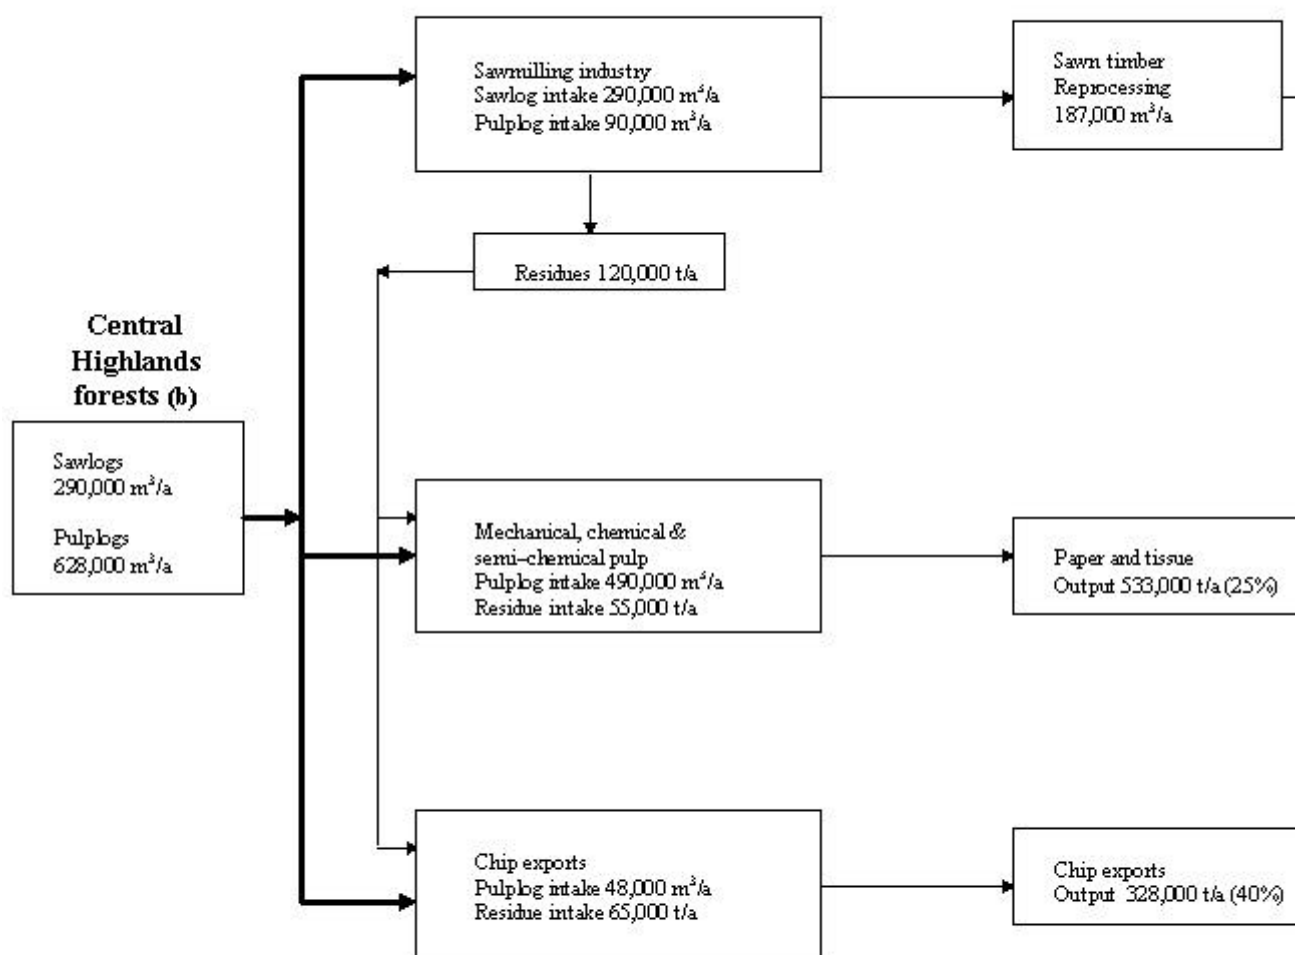 Sawmilling industry
Sawlog intake 290,000 m³/a
Pulplog intake 90,000 m³/a
Sawn timber
Reprocessing
187,000 m³/a
Residues 120,000 t/a
Central
Highlands
forests (b)
Sawlogs
290,000 m³/a
Pulplogs
628,000 m³/a
Mechanical, chemical &
semi–chemical pulp
Pulplog intake 490,000 m³/a
Residue intake 55,000 t/a
Paper and tissue
Output 533,000 t/a (25%)
Chip exports
Pulplog intake 48,000 m³/a
Residue intake 65,000 t/a
Chip exports
Output 328,000 t/a (40%)